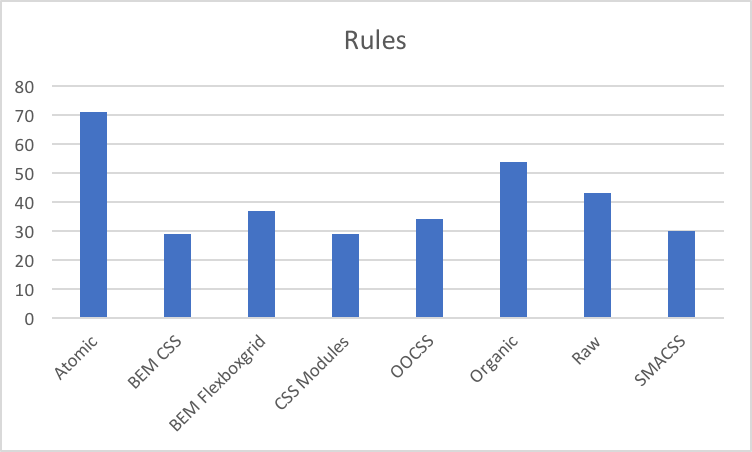 Rules
80
70
60
50
40
30
20
10
0
Atomic
BEM CSS
BEM Flexboxgrid
CSS Modules
OOCSS
Organic
Raw
SMACSS